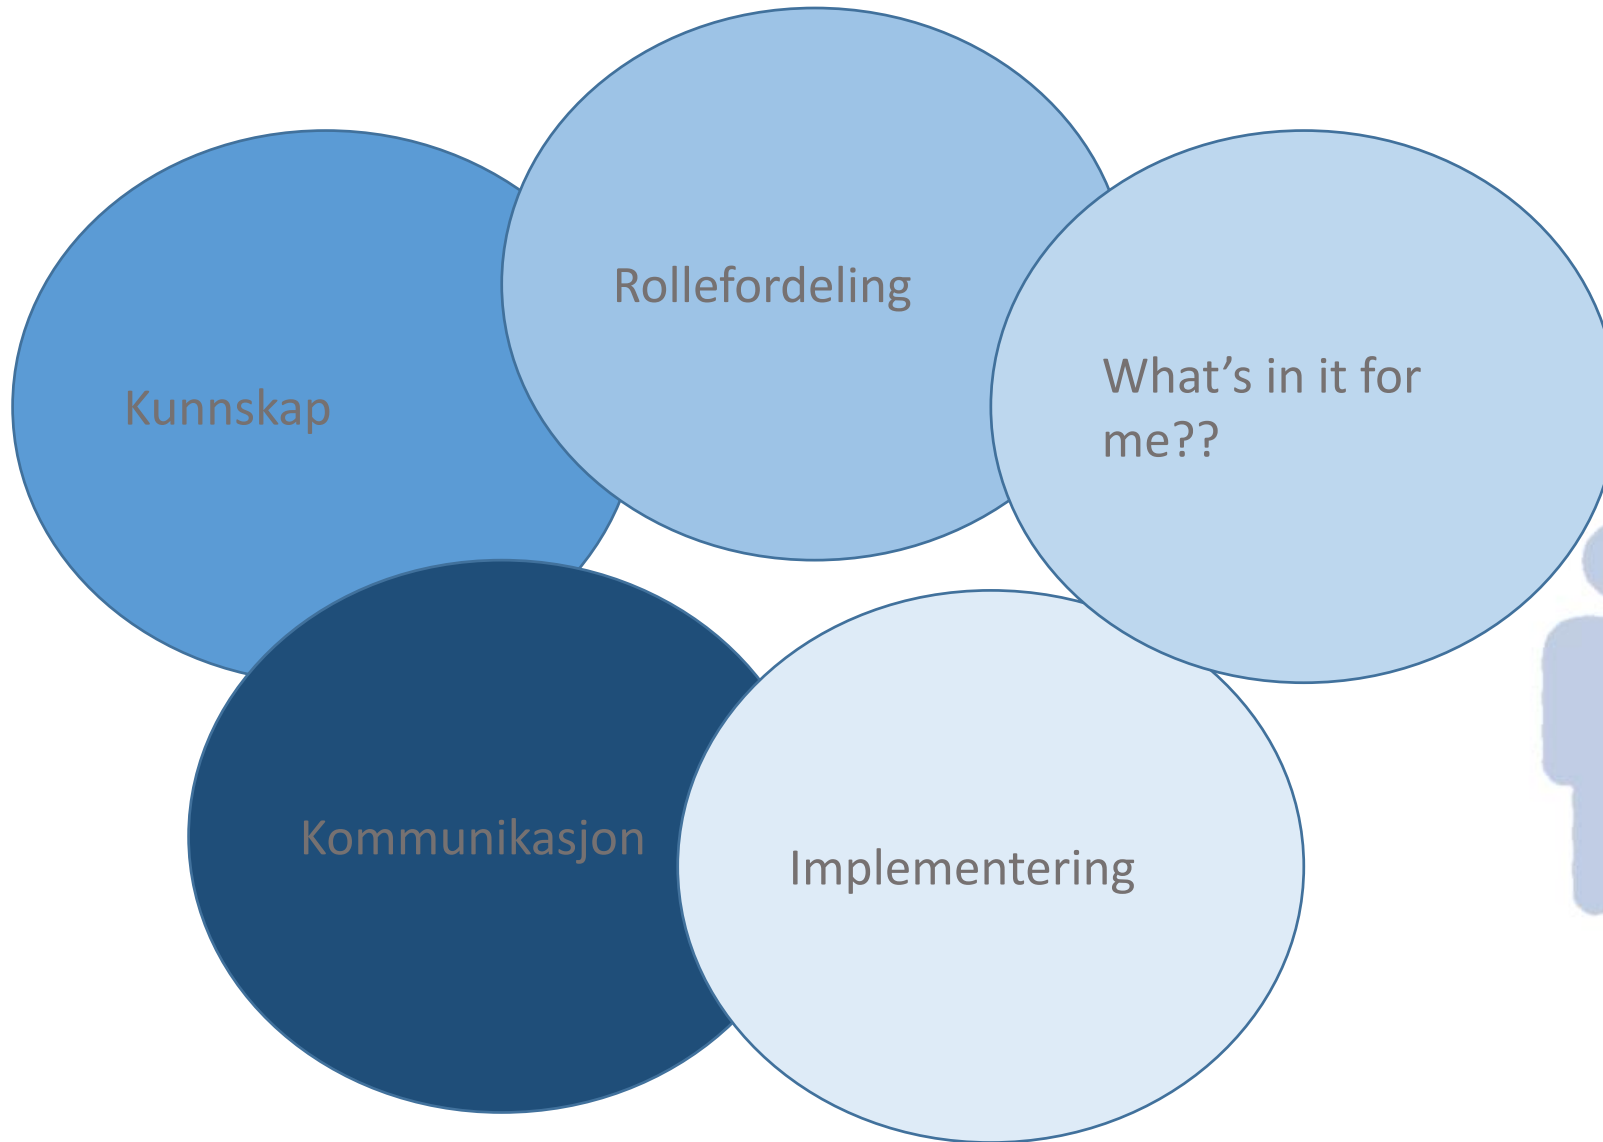 Rollefordeling
Kunnskap
What’s in it for
me??
Kommunikasjon
Implementering